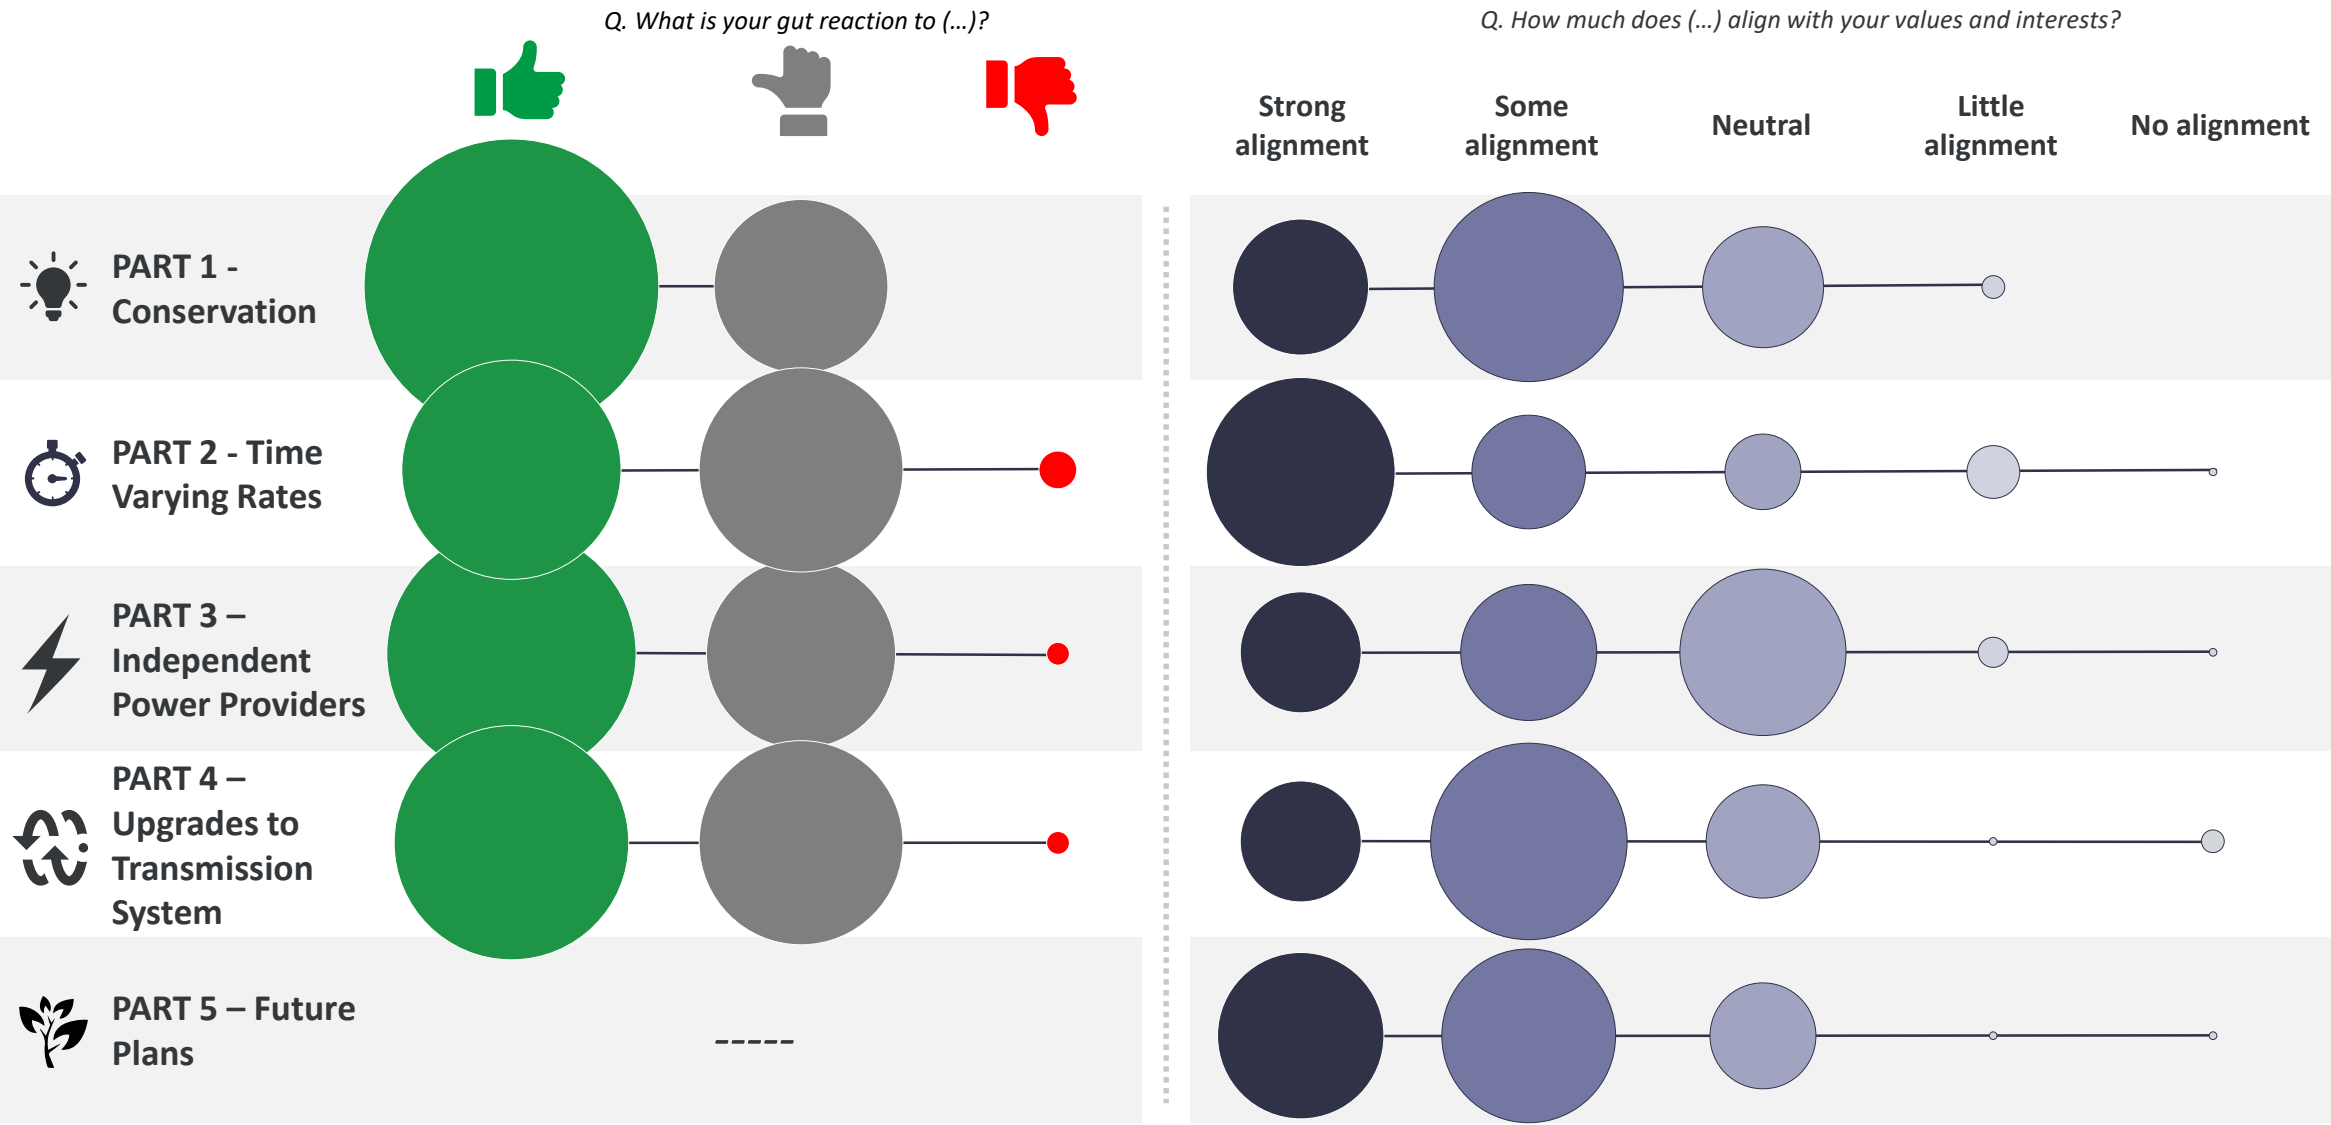 Q. What is your gut reaction to (...)?
Q. How much does (...) align with your values and interests?
Strong
alignment
Some
alignment
Neutral
Little
alignment
No alignment
PART 1 -
Conservation
PART 2 - Time
Varying Rates
PART 3 –
Independent
Power Providers
PART 4 –
Upgrades to
Transmission
System
PART 5 – Future
Plans
-----